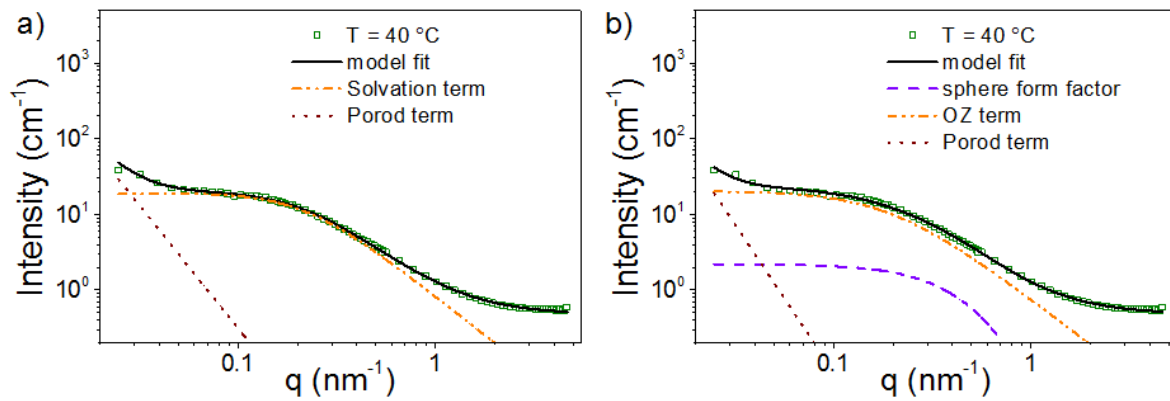 a)
T = 40 °C
model fit
Solvation term
Porod term
Intensity (cm⁻¹)
10³
10²
10¹
10⁰
0.1
1
q (nm⁻¹)
b)
T = 40 °C
model fit
sphere form factor
OZ term
Porod term
Intensity (cm⁻¹)
10³
10²
10¹
10⁰
0.1
1
q (nm⁻¹)